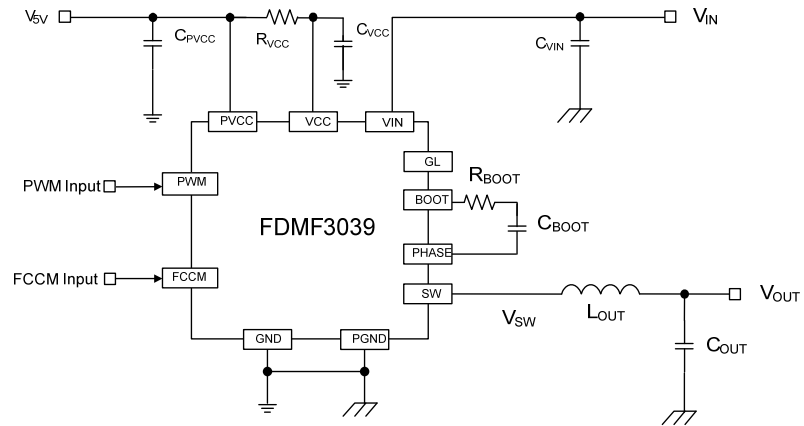 V5V
CPVCC
RVCC
CVCC
CVIN
VIN
PVCC
VCC
VIN
GL
PWM Input
PWM
BOOT
RBOOT
CBOOT
FDMF3039
PHASE
FCCM Input
FCCM
SW
VSW
LOUT
VOUT
GND
PGND
COUT